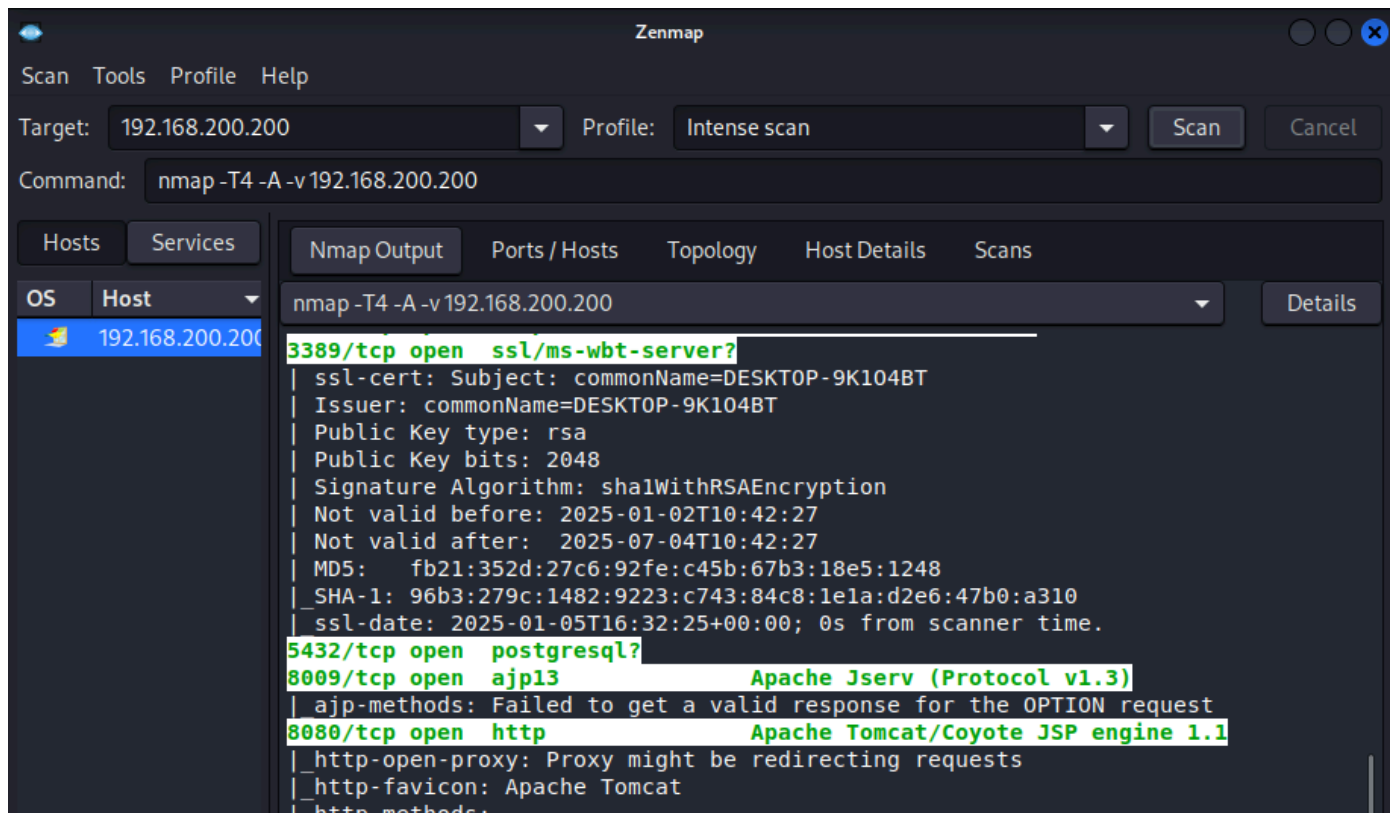 Zenmap
Scan Tools Profile Help
Target: 192.168.200.200 Profile: Intense scan Scan Cancel
Command: nmap -T4 -A -v 192.168.200.200
Hosts Services Nmap Output Ports / Hosts Topology Host Details Scans
OS Host nmap -T4 -A -v 192.168.200.200 Details
192.168.200.200
3389/tcp open ssl/ms-wbt-server?
| ssl-cert: Subject: commonName=DESKTOP-9K1O4BT
| Issuer: commonName=DESKTOP-9K1O4BT
| Public Key type: rsa
| Public Key bits: 2048
| Signature Algorithm: sha1WithRSAEncryption
| Not valid before: 2025-01-02T10:42:27
| Not valid after: 2025-07-04T10:42:27
| MD5: fb21:352d:27c6:92fe:c45b:67b3:18e5:1248
|_SHA-1: 96b3:279c:1482:9223:c743:84c8:1e1a:d2e6:47b0:a310
|_ssl-date: 2025-01-05T16:32:25+00:00; 0s from scanner time.
5432/tcp open postgresql?
8009/tcp open ajp13 Apache Jserv (Protocol v1.3)
|_ajp-methods: Failed to get a valid response for the OPTION request
8080/tcp open http Apache Tomcat/Coyote JSP engine 1.1
|_http-open-proxy: Proxy might be redirecting requests
|_http-favicon: Apache Tomcat
| http-methods: